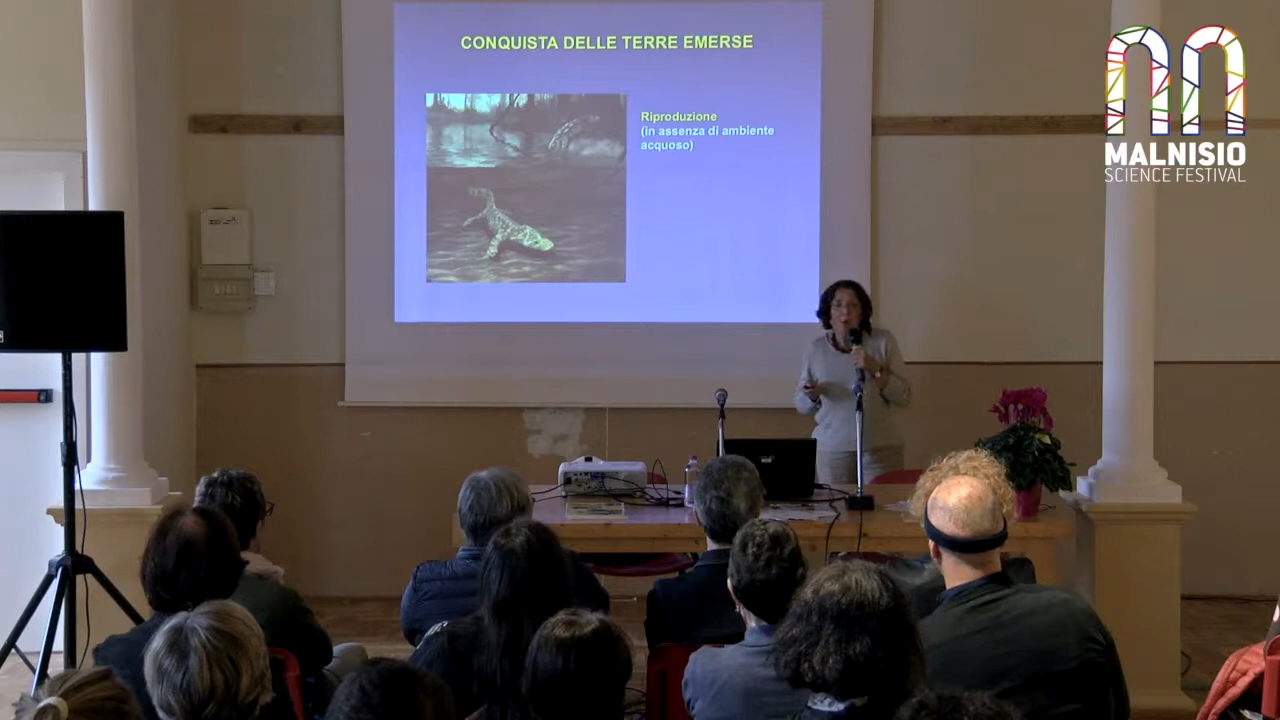 CONQUISTA DELLE TERRE EMERSE
Riproduzione
(in assenza di ambiente
acquoso)
MALNISIO
SCIENCE FESTIVAL